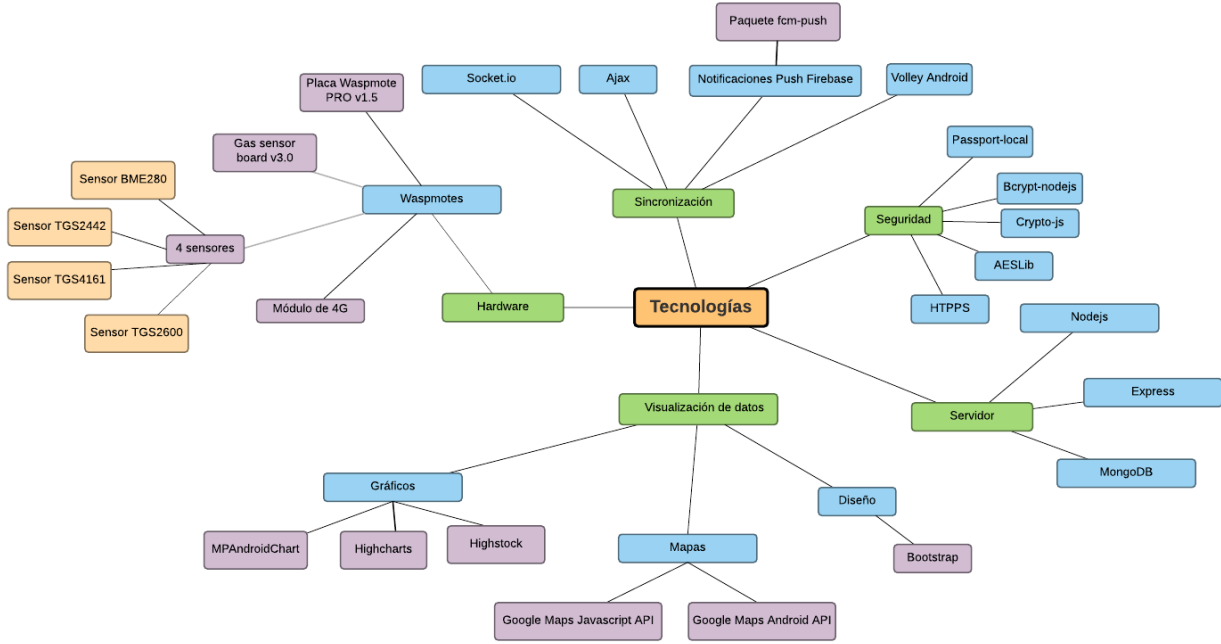 Paquete fcm-push
Socket.io
Ajax
Notificaciones Push Firebase
Volley Android
Placa Waspmote
PRO v1.5
Gas sensor
board v3.0
Sensor BME280
Waspmotes
Sincronización
Passport-local
Bcrypt-nodejs
Seguridad
Crypto-js
Sensor TGS2442
4 sensores
AESLib
Sensor TGS4161
Módulo de 4G
Hardware
Tecnologías
HTPPS
Nodejs
Sensor TGS2600
Express
Visualización de datos
Servidor
MongoDB
Gráficos
Diseño
MPAndroidChart
Highcharts
Highstock
Mapas
Bootstrap
Google Maps Javascript API
Google Maps Android API